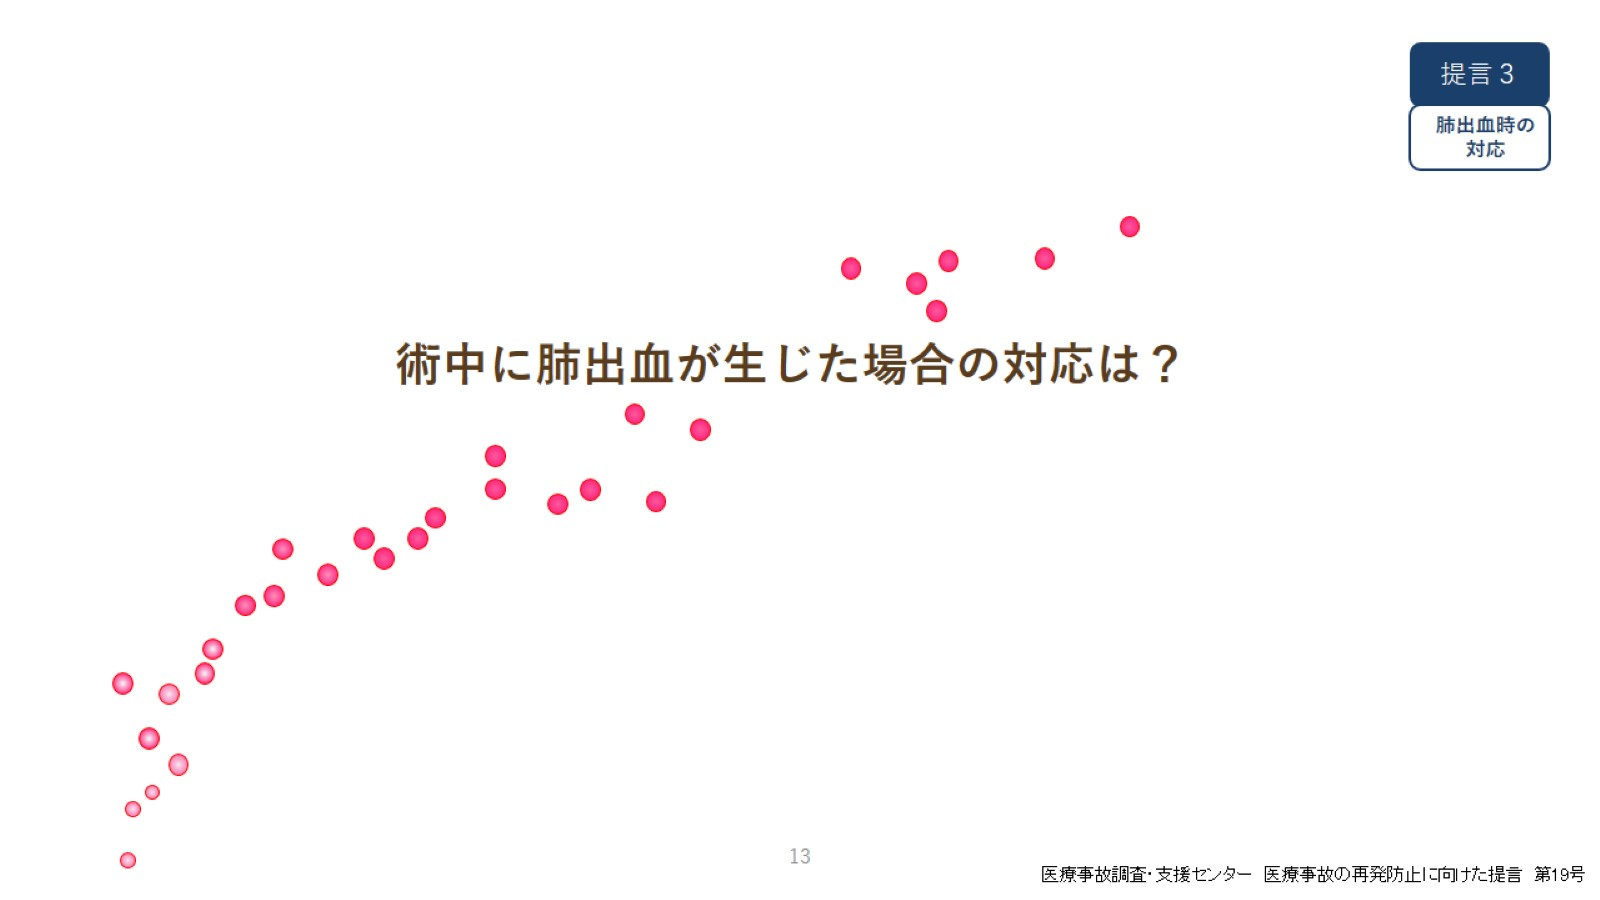 提言３
肺出血時の
対応
術中に肺出血が生じた場合の対応は？
13
医療事故調査・支援センター　医療事故の再発防止に向けた提言　第19号